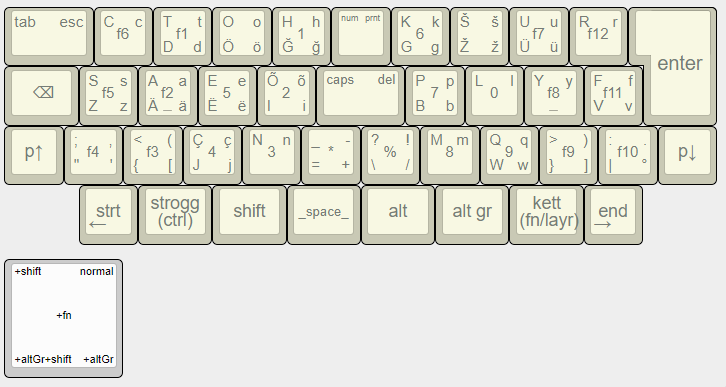 tab esc C c T t O o H h num prnt K k Š š U u R r
f6 f1 1 6 f7 f12 enter
D d Ö ö Ğ ğ G g Ž ž Ü ü
⌫ S s A a E e Õ õ caps del P p L l Y y F f
f5 f2 5 2 7 0 f8 f11
Z z Ä ä Ë ë I i B b _ V v
p↑ ; , < ( Ç ç N n _ - ? ! M m Q q > ) : . p↓
f4 f3 4 3 * % 8 9 f9 f10
" ' { [ J j = + \ / W w } ] | °
strt strogg shift _space_ alt alt gr kett end
← (ctrl) (fn/layr) →
+shift normal
+fn
+altGr+shift +altGr